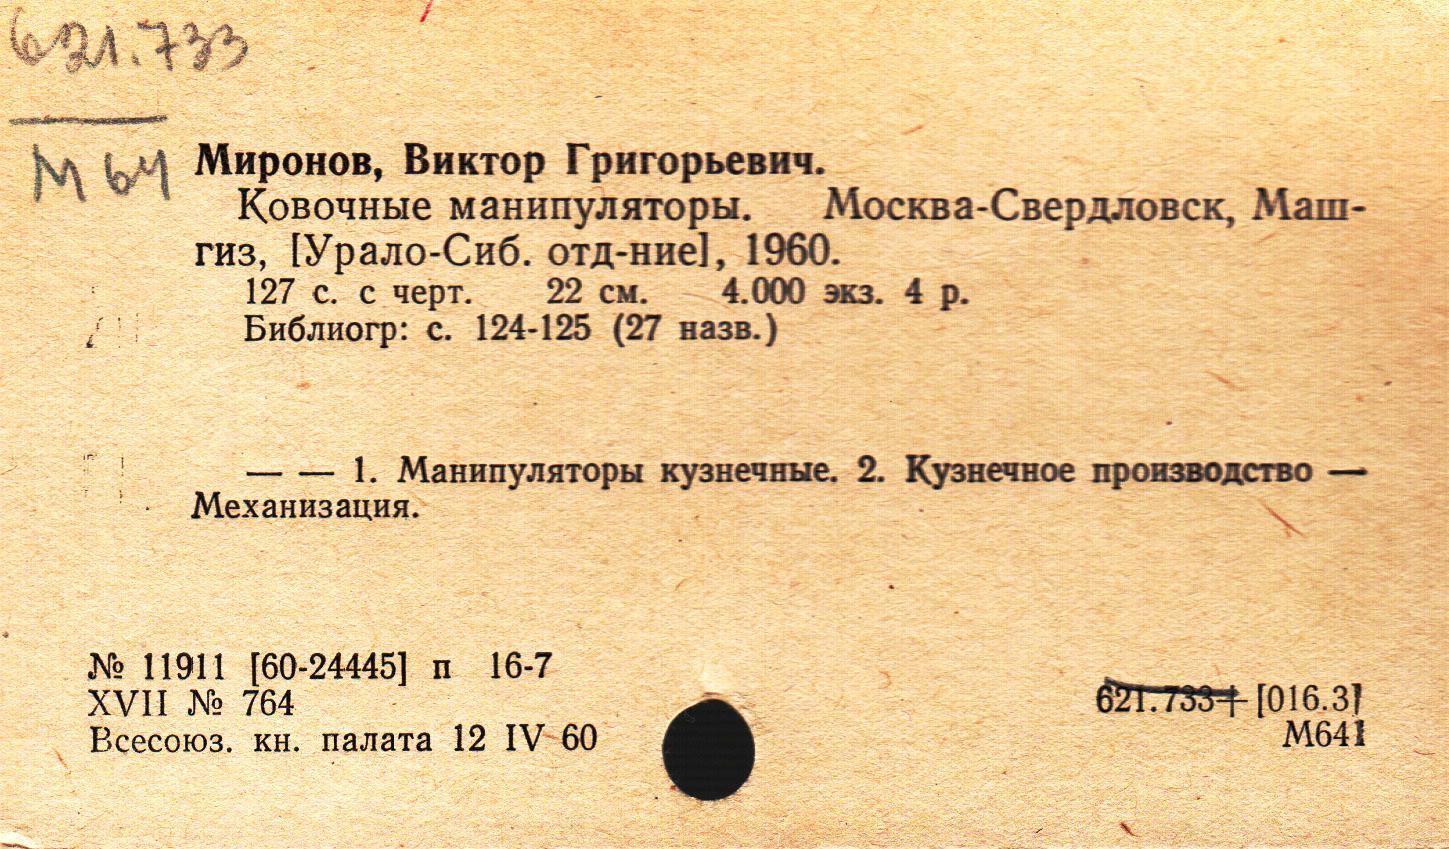 621.733
М 64
Миронов, Виктор Григорьевич.
Ковочные манипуляторы. Москва-Свердловск, Маш-
гиз, [Урало-Сиб. отд-ние], 1960.
127 с. с черт. 22 см. 4.000 экз. 4 р.
Библиогр: с. 124-125 (27 назв.)
— — 1. Манипуляторы кузнечные. 2. Кузнечное производство —
Механизация.
№ 11911 [60-24445] п 16-7
XVII № 764
Всесоюз. кн. палата 12 IV 60
621.733+[016.3]
М641